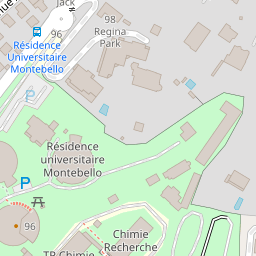 Jack
98
Regina
Park
96
Résidence
Universitaire
Montebello
P
Résidence
universitaire
Montebello
P
96
Chimie
Recherche
TP Chimie